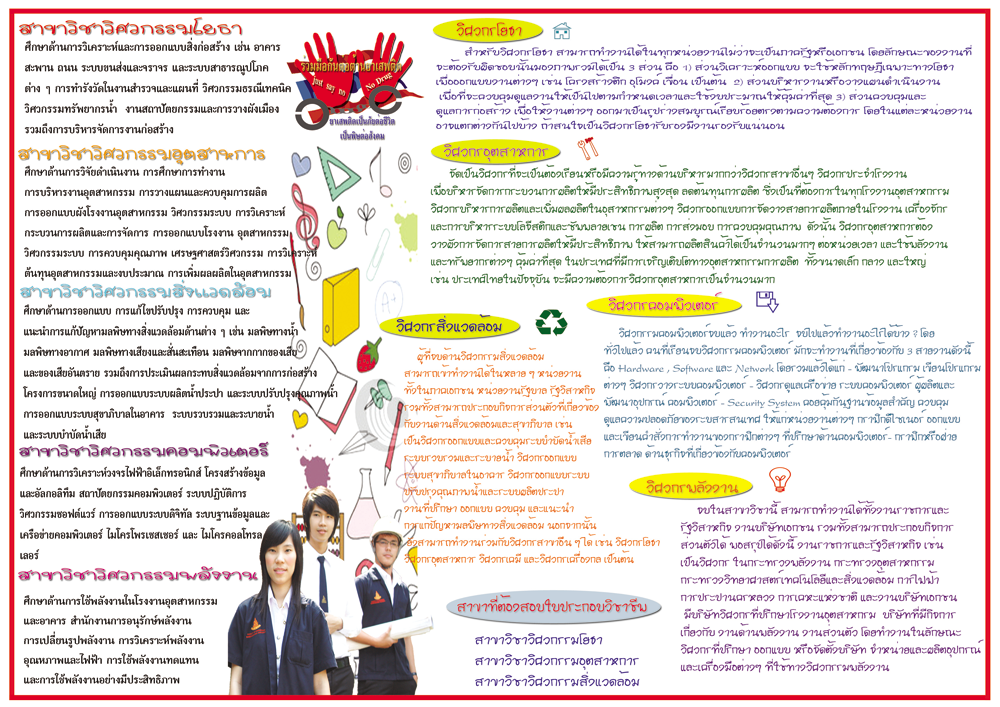 สาขาวิชาวิศวกรรมโยธา
ศึกษาด้านการวิเคราะห์และการออกแบบสิ่งก่อสร้าง เช่น อาคาร
สะพาน ถนน ระบบขนส่งและจราจร และระบบสาธารณูปโภค
ต่าง ๆ การทำรังวัดในงานสำรวจและแผนที่ วิศวกรรมธรณีเทคนิค
วิศวกรรมทรัพยากรน้ำ งานสถาปัตยกรรมและการวางผังเมือง
รวมถึงการบริหารจัดการงานก่อสร้าง
ร่วมมือกันต่อต้านยาเสพติด
just say no
No Drug
ยาเสพติดเป็นภัยต่อชีวิต
เป็นพิษต่อสังคม
สาขาวิชาวิศวกรรมอุตสาหการ
ศึกษาด้านการวิจัยดำเนินงาน การศึกษาการทำงาน
การบริหารงานอุตสาหกรรม การวางแผนและควบคุมการผลิต
การออกแบบผังโรงงานอุตสาหกรรม วิศวกรรมระบบ การวิเคราะห์
กระบวนการผลิตและการจัดการ การออกแบบโรงงาน อุตสาหกรรม
วิศวกรรมระบบ การควบคุมคุณภาพ เศรษฐศาสตร์วิศวกรรม การวิเคราะห์
ต้นทุนอุตสาหกรรมและงบประมาณ การเพิ่มผลผลิตในอุตสาหกรรม
สาขาวิชาวิศวกรรมสิ่งแวดล้อม
ศึกษาด้านการออกแบบ การแก้ไขปรับปรุง การควบคุม และ
แนะนำการแก้ปัญหามลพิษทางสิ่งแวดล้อมด้านต่าง ๆ เช่น มลพิษทางน้ำ
มลพิษทางอากาศ มลพิษทางเสียงและสั่นสะเทือน มลพิษจากกากของเสีย
และของเสียอันตราย รวมถึงการประเมินผลกระทบสิ่งแวดล้อมจากการก่อสร้าง
โครงการขนาดใหญ่ การออกแบบระบบผลิตน้ำประปา และระบบปรับปรุงคุณภาพน้ำ
การออกแบบระบบสุขาภิบาลในอาคาร ระบบรวบรวมและระบายน้ำ
และระบบบำบัดน้ำเสีย
สาขาวิชาวิศวกรรมคอมพิวเตอร์
ศึกษาด้านการวิเคราะห์วงจรไฟฟ้าอิเล็กทรอนิกส์ โครงสร้างข้อมูล
และอัลกอลิทึม สถาปัตยกรรมคอมพิวเตอร์ ระบบปฏิบัติการ
วิศวกรรมซอฟต์แวร์ การออกแบบระบบดิจิทัล ระบบฐานข้อมูลและ
เครือข่ายคอมพิวเตอร์ ไมโครโพรเซสเซอร์ และ ไมโครคอลโทรล
เลอร์
สาขาวิชาวิศวกรรมพลังงาน
ศึกษาด้านการใช้พลังงานในโรงงานอุตสาหกรรม
และอาคาร สำนักงานการอนุรักษ์พลังงาน
การเปลี่ยนรูปพลังงาน การวิเคราะห์พลังงาน
อุณหภาพและไฟฟ้า การใช้พลังงานทดแทน
และการใช้พลังงานอย่างมีประสิทธิภาพ
วิศวกรโยธา
สำหรับวิศวกรโยธา สามารถทำงานได้ในทุกหน่วยงานไม่ว่าจะเป็นภาครัฐหรือเอกชน โดยลักษณะของงานที่
จะต้องรับผิดชอบนั้นมองภาพรวมได้เป็น 3 ส่วน คือ 1) ส่วนวิเคราะห์ออกแบบ จะใช้หลักทฤษฎีเฉพาะทางโยธา
เพื่อออกแบบงานต่างๆ เช่น โครงสร้างตึก อุโมงค์ เขื่อน เป็นต้น 2) ส่วนบริหารงานหรือวางแผนดำเนินงาน
เพื่อที่จะควบคุมดูแลงานให้เป็นไปตามกำหนดเวลาและใช้งบประมาณให้คุ้มค่าที่สุด 3) ส่วนควบคุมและ
ดูแลการก่อสร้าง เพื่อให้งานต่างๆ ออกมาเป็นรูปร่างสมบูรณ์เรียบร้อยตรงตามความต้องการ โดยในแต่ละหน่วยงาน
อาจแตกต่างกันไปบ้าง ถ้าสนใจเป็นวิศวกรโยธารับรองมีงานรองรับแน่นอน
วิศวกรอุตสาหการ
จัดเป็นวิศวกรที่จะเป็นต้องเรียนหรือมีความรู้ทางด้านบริหารมากกว่าวิศวกรสาขาอื่นๆ วิศวกรประจำโรงงาน
เพื่อบริหารจัดการกระบวนการผลิตให้มีประสิทธิภาพสูงสุด ลดต้นทุนการผลิต ซึ่งเป็นที่ต้องการในทุกโรงงานอุตสาหกรรม
วิศวกรบริหารการผลิตและเพิ่มผลผลิตในอุสาหกรรมต่างๆ วิศวกรออกแบบการจัดวางสายการผลิตภายในโรงงาน เครื่องจักร
และการบริหารระบบโลจิสติกและซัพพลายเชน การผลิต การส่งมอบ การควบคุมคุณภาพ ดังนั้น วิศวกรอุตสาหการต้อง
วางผังการจัดการสายการผลิตให้มีประสิทธิภาพ ให้สามารถผลิตสินค้าได้เป็นจำนวนมากๆ ต่อหน่วยเวลา และใช้พลังงาน
และทรัพยากรต่างๆ คุ้มค่าที่สุด ในประเทศที่มีการเจริญเติบโตทางอุตสาหกรรมการผลิต ทั้งขนาดเล็ก กลาง และใหญ่
เช่น ประเทศไทยในปัจจุบัน จะมีความต้องการวิศวกรอุตสาหการเป็นจำนวนมาก
วิศวกรสิ่งแวดล้อม
ผู้ที่จบด้านวิศวกรรมสิ่งแวดล้อม
สามารถเข้าทำงานได้ในหลาย ๆ หน่วยงาน
ทั้งในภาคเอกชน หน่วยงานรัฐบาล รัฐวิสาหกิจ
รวมทั้งสามารถประกอบกิจการส่วนตัวที่เกี่ยวข้อง
กับงานด้านสิ่งแวดล้อมและสุขาภิบาล เช่น
เป็นวิศวกรออกแบบและควบคุมระบบบำบัดน้ำเสีย
ระบบรวบรวมและระบายน้ำ วิศวกรออกแบบ
ระบบสุขาภิบาลในอาคาร วิศวกรออกแบบระบบ
ปรับปรุงคุณภาพน้ำและระบบผลิตประปา
งานที่ปรึกษา ออกแบบ ควบคุม และแนะนำ
การแก้ปัญหามลพิษทางสิ่งแวดล้อม นอกจากนั้น
ยังสามารถทำงานร่วมกับวิศวกรสาขาอื่น ๆ ได้ เช่น วิศวกรโยธา
วิศวกรอุตสาหการ วิศวกรเคมี และวิศวกรเครื่องกล เป็นต้น
วิศวกรคอมพิวเตอร์
วิศวกรรมคอมพิวเตอร์จบแล้ว ทำงานอะไร จบไปแล้วทำงานอะไรได้บ้าง ? โดย
ทั่วไปแล้ว คนที่เรียนจบวิศวกรรมคอมพิวเตอร์ มักจะทำงานที่เกี่ยวข้องกับ 3 สายงานดังนี้
คือ Hardware , Software และ Network โดยรวมแล้วได้แก่ - พัฒนาโปรแกรม เขียนโปรแกรม
ต่างๆ วิศวกรวางระบบคอมพิวเตอร์ - วิศวกรดูแลเครือข่าย ระบบคอมพิวเตอร์ ผู้ผลิตและ
พัฒนาอุปกรณ์ คอมพิวเตอร์ - Security System คอยคุ้มกันฐานข้อมูลสำคัญ ควบคุม
ดูแลความปลอดภัยของระบบสารสนเทศ ให้แก่หน่วยงานต่างๆ กราฟิกดีไซเนอร์ ออกแบบ
และเขียนคำสั่งการทำงานของกราฟิกต่างๆ ที่ปรึกษาด้านคอมพิวเตอร์- กราฟิกหรือฝ่าย
การตลาด ด้านธุรกิจที่เกี่ยวข้องกับคอมพิวเตอร์
วิศวกรพลังงาน
จบในสาขาวิชานี้ สามารถทำงานได้ทั้งงานราชการและ
รัฐวิสาหกิจ งานบริษัทเอกชน รวมทั้งสามารถประกอบกิจการ
ส่วนตัวได้ พอสรุปได้ดังนี้ งานราชการและรัฐวิสาหกิจ เช่น
เป็นวิศวกร ในกระทรวงพลังงาน กระทรวงอุตสาหกรรม
กระทรวงวิทยาศาสตร์เทคโนโลยีและสิ่งแวดล้อม การไฟฟ้า
การประปานครหลวง การเคหะแห่งชาติ และงานบริษัทเอกชน
มีบริษัทวิศวกรที่ปรึกษาโรงงานอุตสาหกรม บริษัทที่มีกิจการ
เกี่ยวกับ งานด้านพลังงาน งานส่วนตัว โดยทำงานในลักษณะ
วิศวกรที่ปรึกษา ออกแบบ หรือจัดตั้งบริษัท จำหน่ายและผลิตอุปกรณ์
และเครื่องมือต่างๆ ที่ใช้ทางวิศวกรรมพลังงาน
สาขาที่ต้องสอบใบประกอบวิชาชีพ
สาขาวิชาวิศวกรรมโยธา
สาขาวิชาวิศวกรรมอุตสาหการ
สาขาวิชาวิศวกรรมสิ่งแวดล้อม